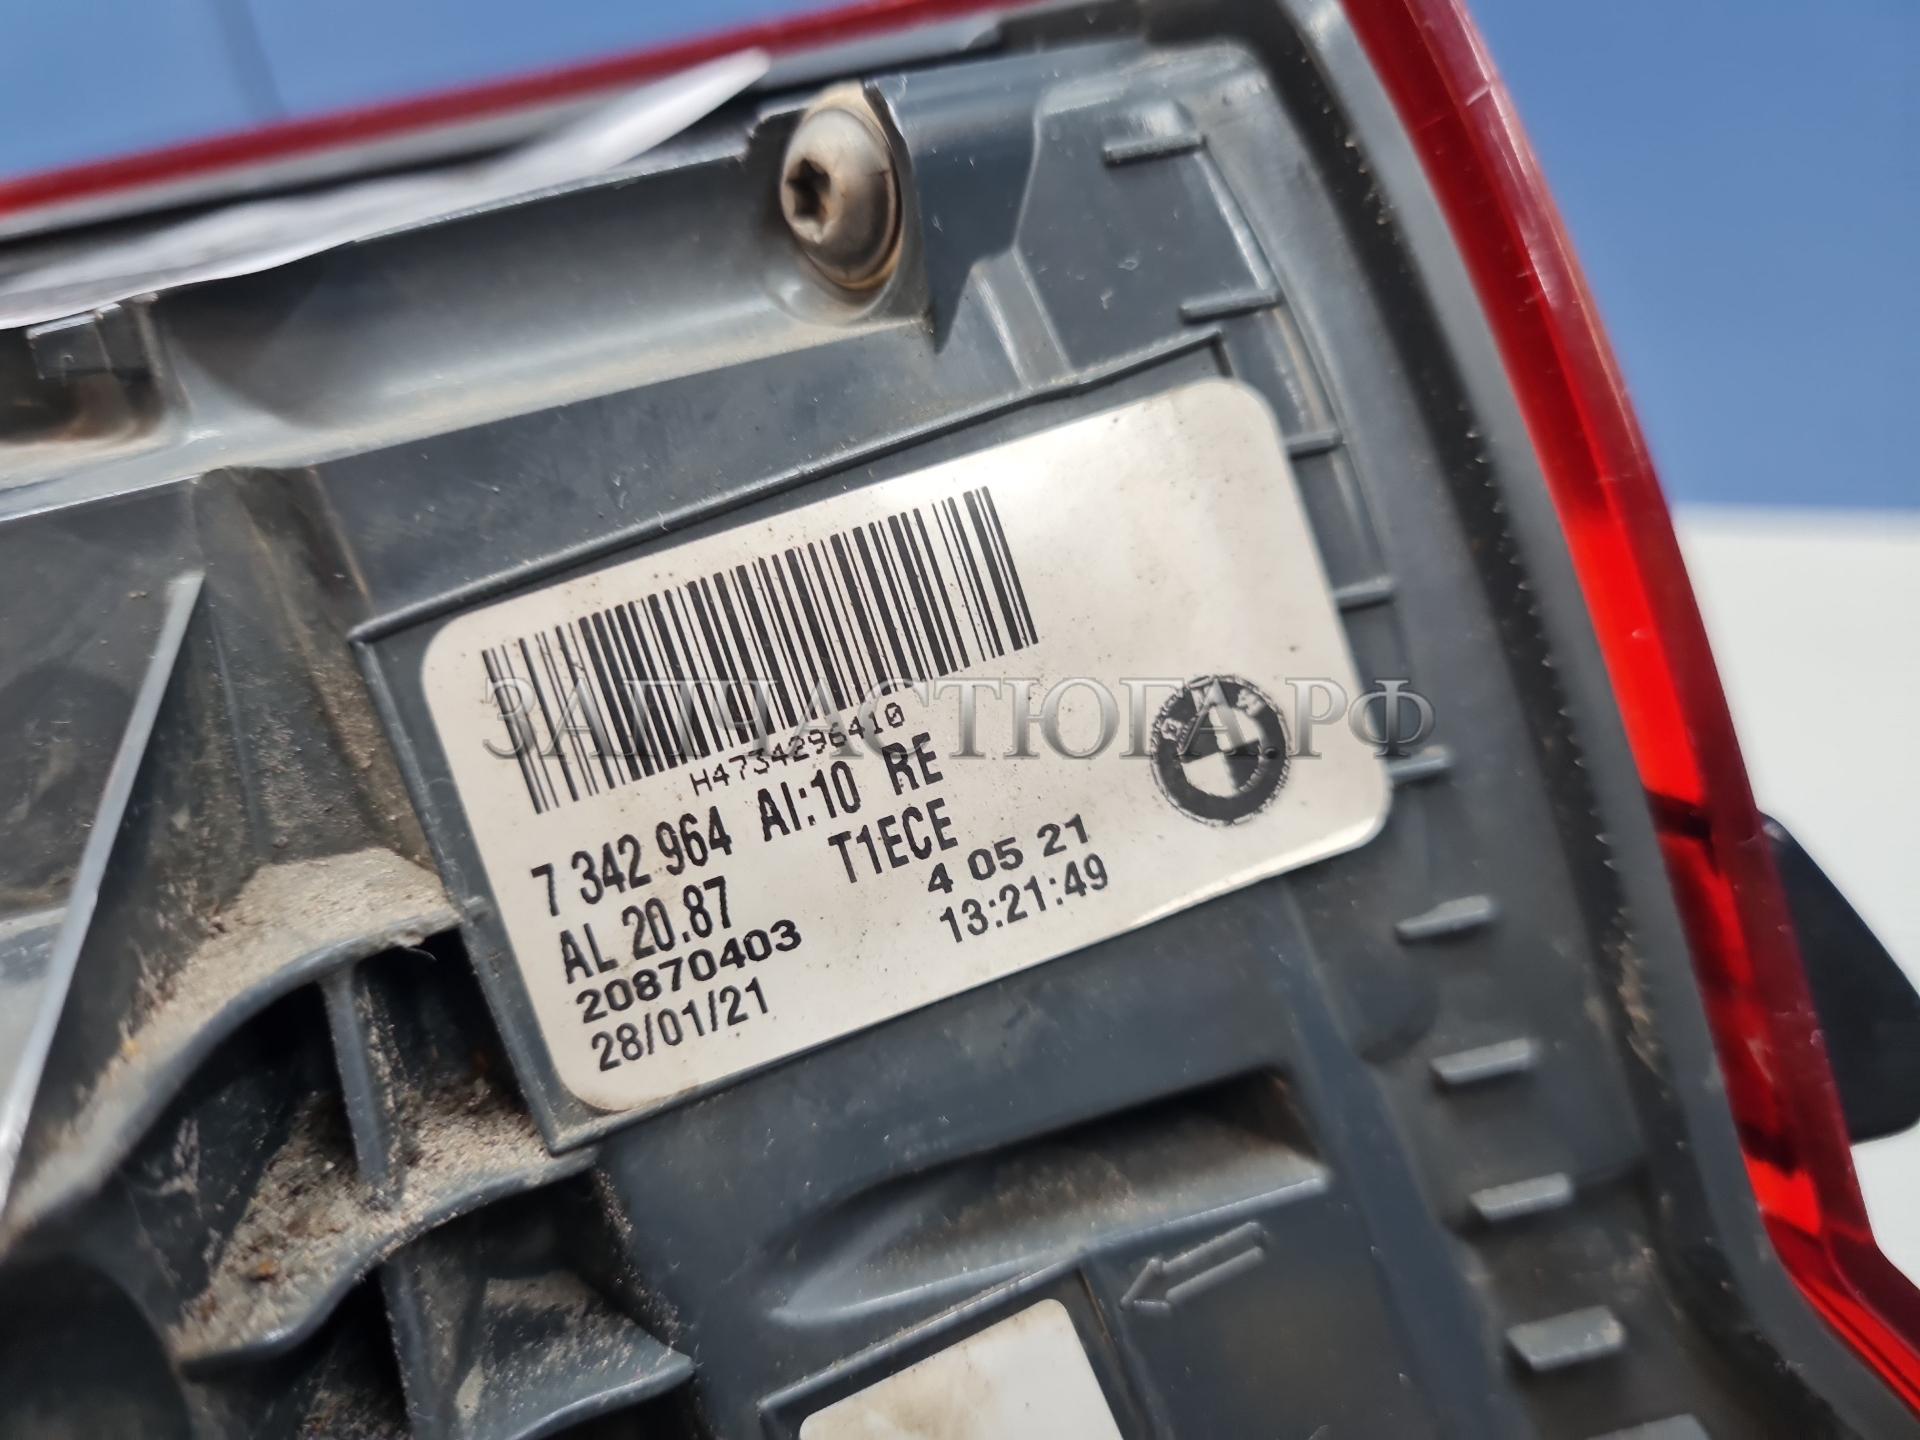 H4734296410
7 342.964 AI:10 RE
AL 20.87 T1ECE
20870403 4 05 21
28/01/21 13:21:49
BMW
ЗАПЧАСТЮГА.РФ